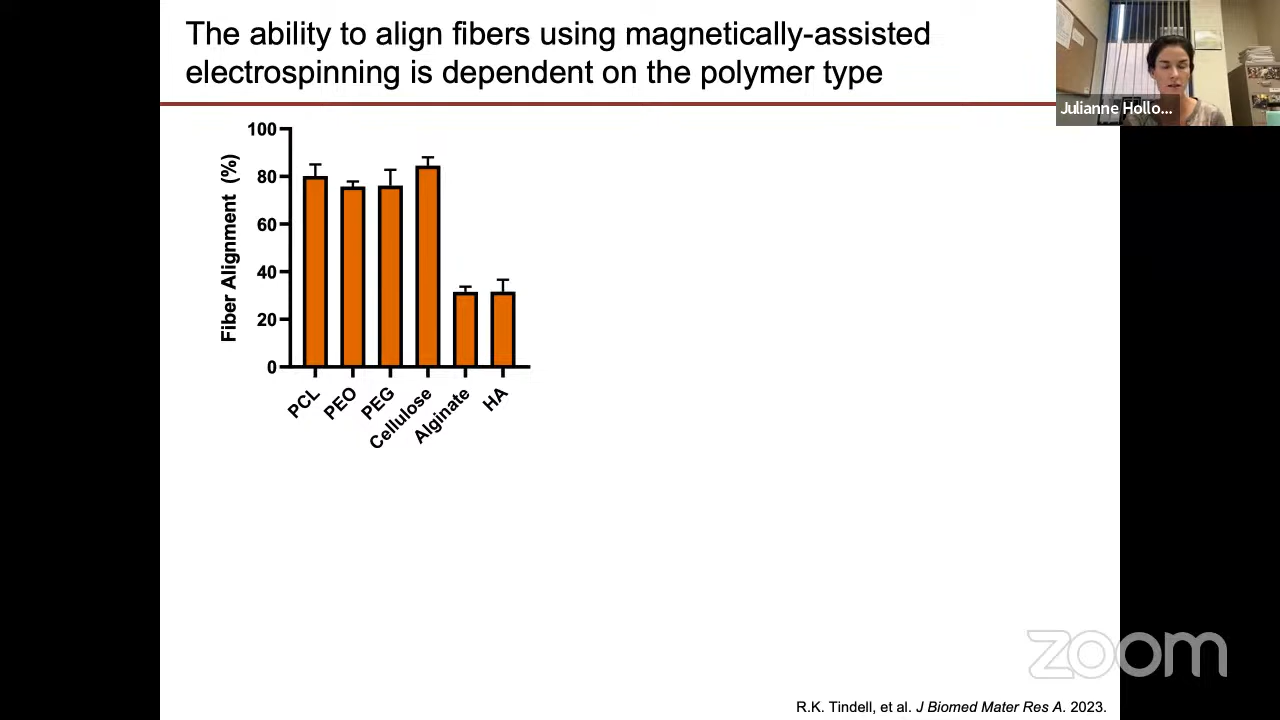 The ability to align fibers using magnetically-assisted
electrospinning is dependent on the polymer type
Julianne Hollo...
Fiber Alignment (%)
100
80
60
40
20
0
PCL
PEO
PEG
Cellulose
Alginate
HA
zoom
R.K. Tindell, et al. J Biomed Mater Res A. 2023.